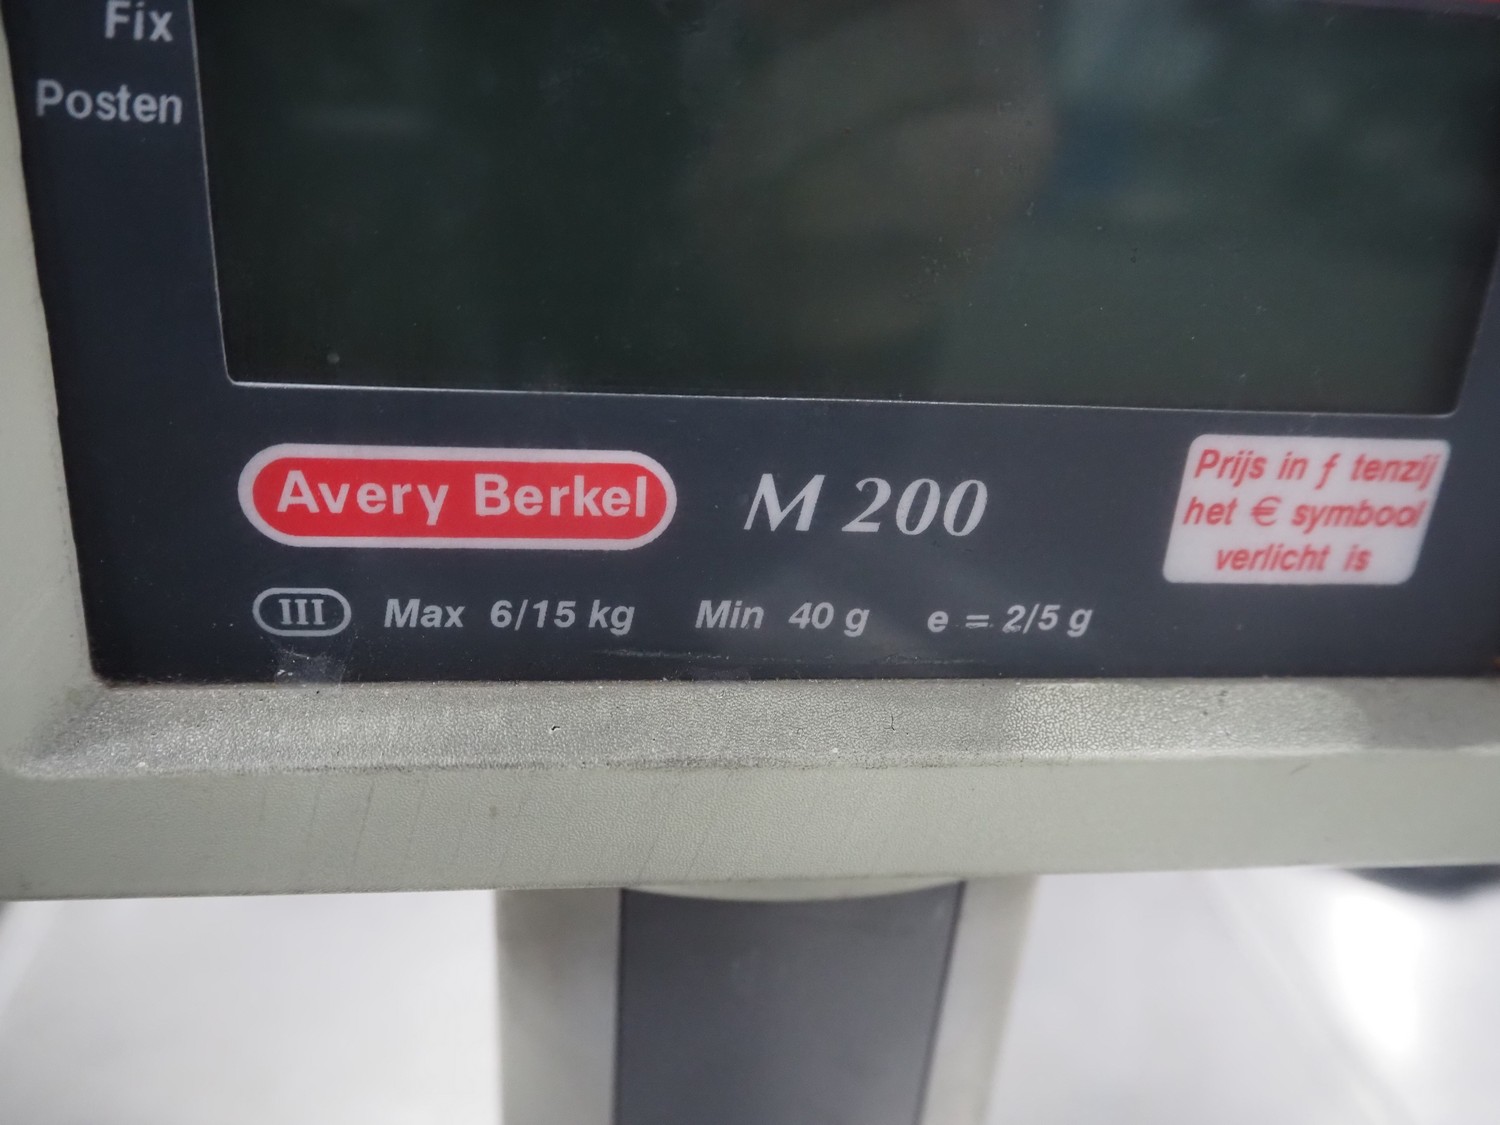 Fix
Posten
Avery Berkel
M 200
Prijs in ƒ tenzij
het € symbool
verlicht is
III Max 6/15 kg Min 40 g e = 2/5 g